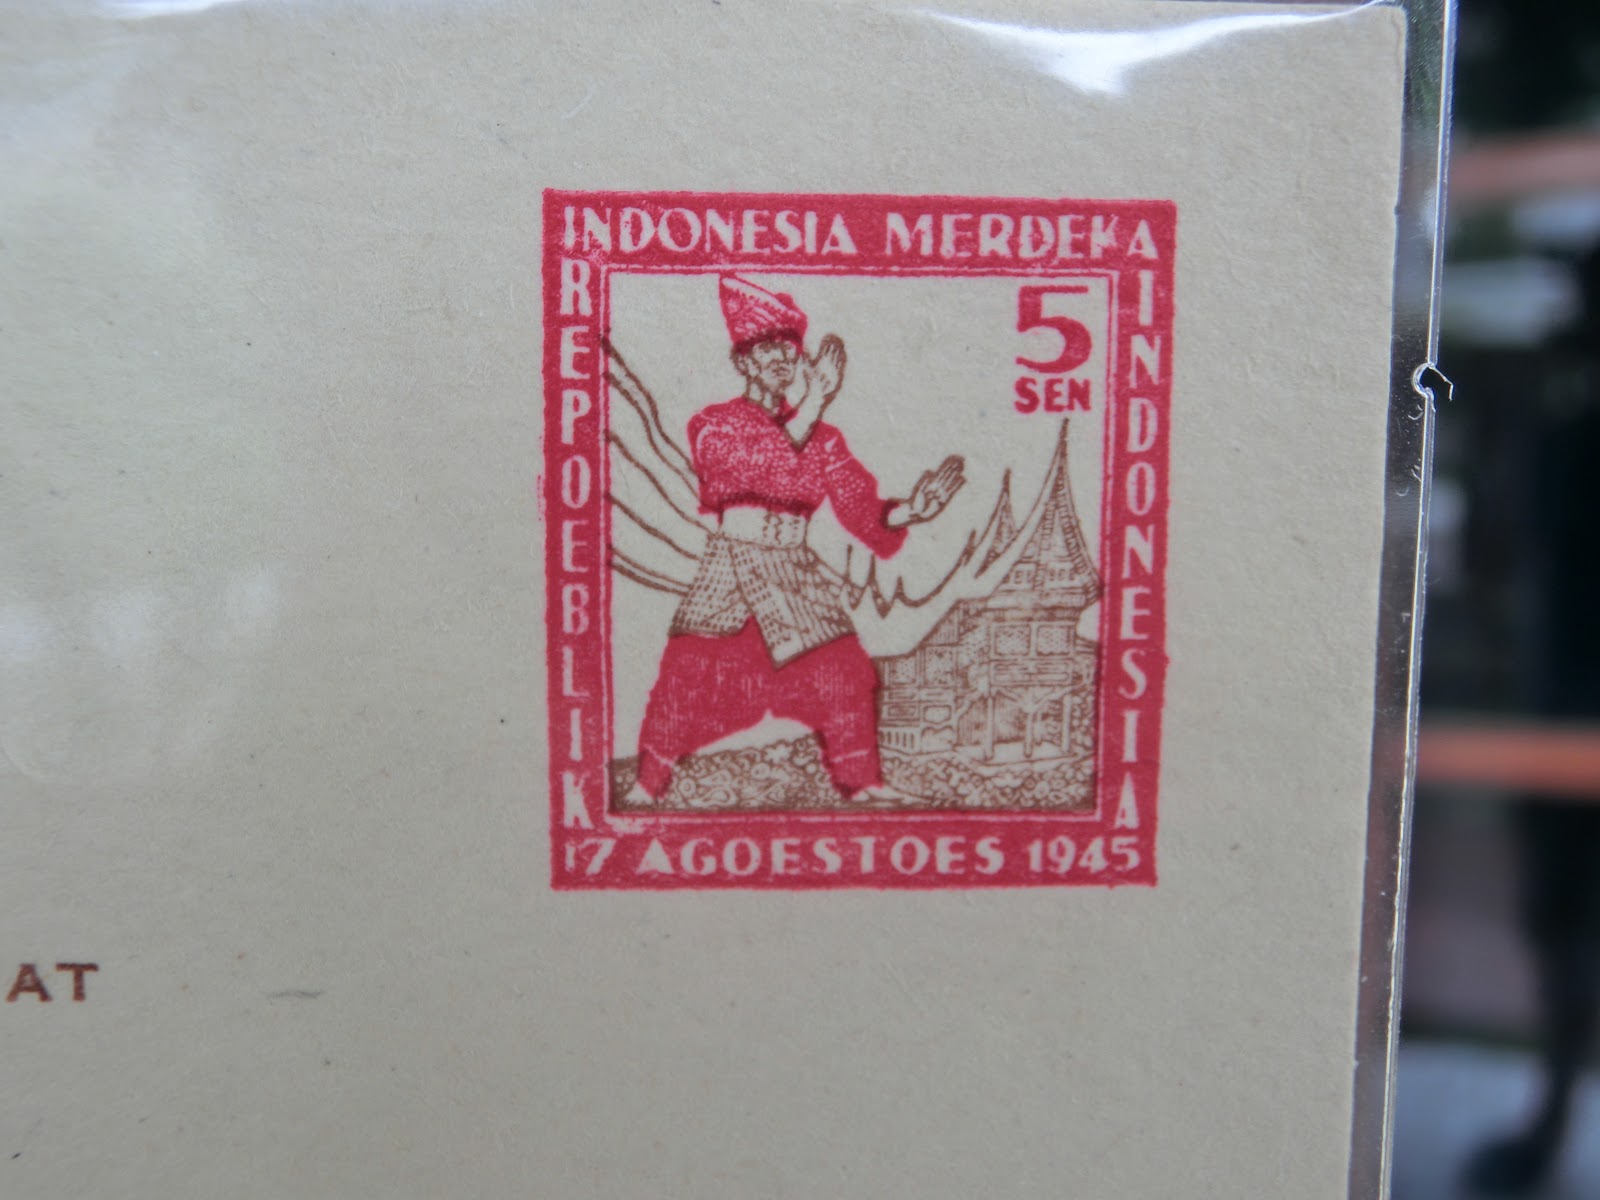 INDONESIA MERDEKA
REPOEBLIK
INDONESIA
5
SEN
17 AGOESTOES 1945
AT